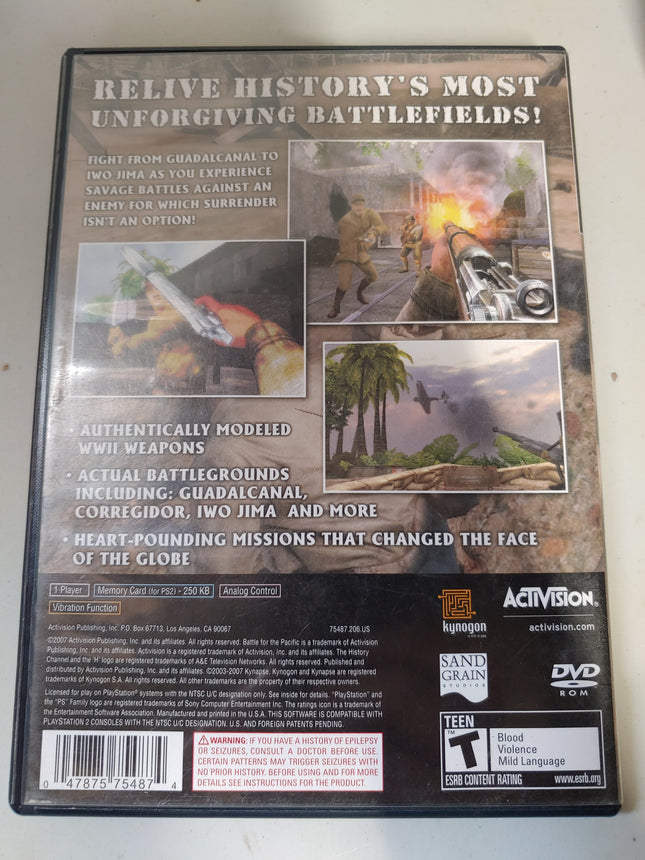 RELIVE HISTORY'S MOST
UNFORGIVING BATTLEFIELDS!
FIGHT FROM GUADALCANAL TO
IWO JIMA AS YOU EXPERIENCE
SAVAGE BATTLES AGAINST AN
ENEMY FOR WHICH SURRENDER
ISN'T AN OPTION!
• AUTHENTICALLY MODELED
WWII WEAPONS
• ACTUAL BATTLEGROUNDS
INCLUDING: GUADALCANAL,
CORREGIDOR, IWO JIMA AND MORE
• HEART-POUNDING MISSIONS THAT CHANGED THE FACE
OF THE GLOBE
1 Player
Memory Card (for PS2) - 250 KB
Analog Control
Vibration Function
Activision Publishing, Inc. P.O. Box 67713, Los Angeles, CA 90067 75487.206.US
©2007 Activision Publishing, Inc. and its affiliates. All rights reserved. Battle for the Pacific is a trademark of Activision
Publishing, Inc. and its affiliates. Activision is a registered trademark of Activision, Inc. and its affiliates. The History
Channel and the 'H' logo are registered trademarks of A&E Television Networks. All rights reserved. Published and
distributed by Activision Publishing, Inc. and its affiliates. ©2003-2007 Kynapse. Kynogon and Kynapse are registered
trademarks of Kynogon S.A. All rights reserved. All other trademarks are the property of their respective owners.
Licensed for play on PlayStation® systems with the NTSC U/C designation only. See inside for details. "PlayStation" and
the "PS" Family logo are registered trademarks of Sony Computer Entertainment Inc. The ratings icon is a trademark of
the Entertainment Software Association. Manufactured and printed in the U.S.A. THIS SOFTWARE IS COMPATIBLE WITH
PLAYSTATION 2 CONSOLES WITH THE NTSC U/C DESIGNATION. U.S. AND FOREIGN PATENTS PENDING.
kynogon
ACTIVISION.
activision.com
SAND
GRAIN
STUDIOS
DVD
ROM
0 47875 75487 4
WARNING: IF YOU HAVE A HISTORY OF EPILEPSY
OR SEIZURES, CONSULT A DOCTOR BEFORE USE.
CERTAIN PATTERNS MAY TRIGGER SEIZURES WITH
NO PRIOR HISTORY. BEFORE USING AND FOR MORE
DETAILS SEE INSTRUCTIONS FOR THE PRODUCT.
TEEN
T
Blood
Violence
Mild Language
ESRB CONTENT RATING www.esrb.org